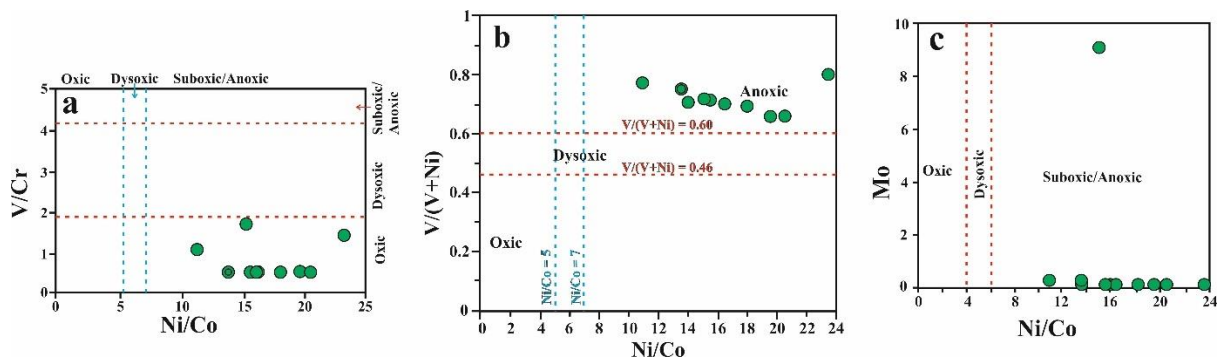 Oxic Dysoxic Suboxic/Anoxic
a
5
4
3
2
1
0
V/Cr
0 5 10 15 20 25
Ni/Co
Suboxic/
Anoxic
Dysoxic
Oxic
b
1
0.8
0.6
0.4
0.2
0
V/(V+Ni)
Anoxic
V/(V+Ni) = 0.60
Dysoxic
V/(V+Ni) = 0.46
Oxic
Ni/Co = 5
Ni/Co = 7
0 2 4 6 8 10 12 14 16 18 20 22 24
Ni/Co
c
10
8
6
4
2
0
Mo
Oxic
Dysoxic
Suboxic/Anoxic
0 4 8 12 16 20 24
Ni/Co